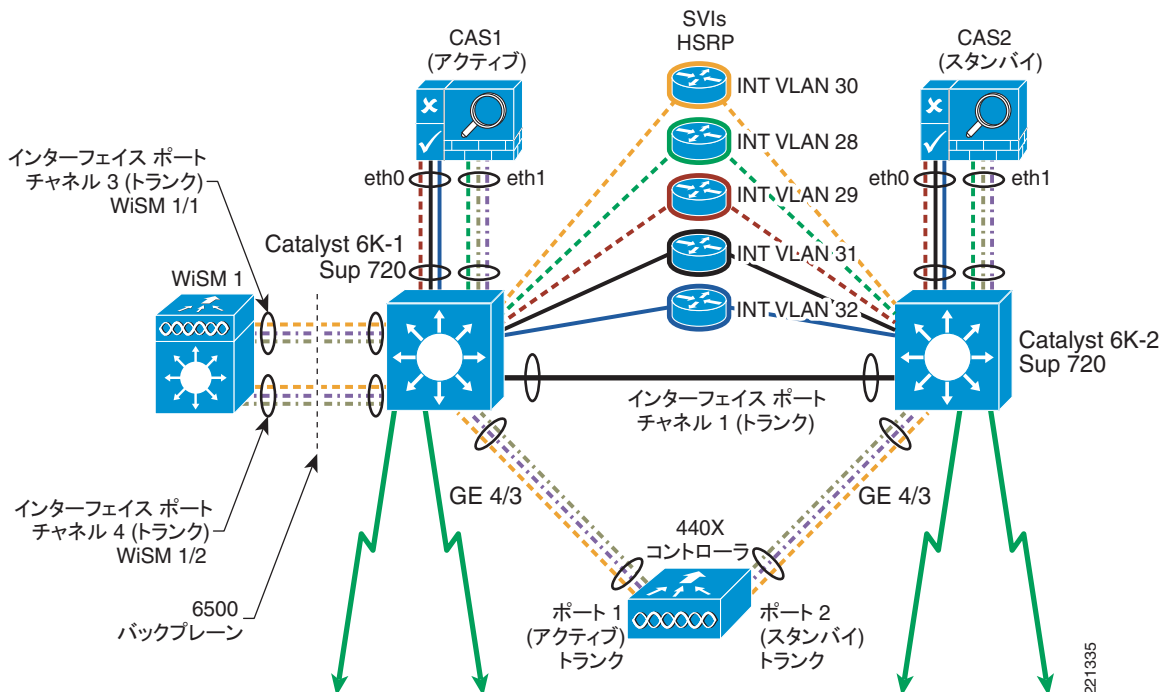 CAS1
(アクティブ)
SVIs
HSRP
CAS2
(スタンバイ)
INT VLAN 30
INT VLAN 28
INT VLAN 29
INT VLAN 31
INT VLAN 32
eth0
eth1
eth0
eth1
インターフェイス ポート
チャネル 3 (トランク)
WiSM 1/1
Catalyst 6K-1
Sup 720
WiSM 1
Catalyst 6K-2
Sup 720
インターフェイス ポート
チャネル 1 (トランク)
インターフェイス ポート
チャネル 4 (トランク)
WiSM 1/2
GE 4/3
GE 4/3
440X
コントローラ
6500
バックプレーン
ポート 1
(アクティブ)
トランク
ポート 2
(スタンバイ)
トランク
221335